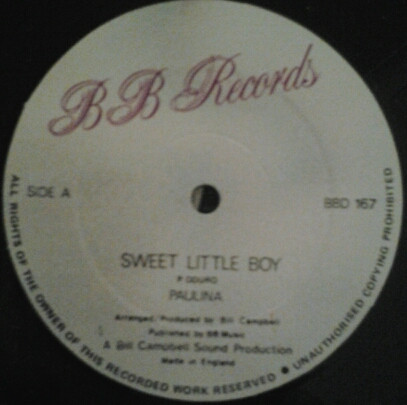 BB Records
SIDE A
BBD 167
SWEET LITTLE BOY
P ODURO
PAULINA
Arranged/Produced by Bill Campbell
Published by BB Music
A Bill Campbell Sound Production
Made in England
ALL RIGHTS OF THE OWNER OF THIS RECORDED WORK RESERVED ● UNAUTHORISED COPYING PROHIBITED